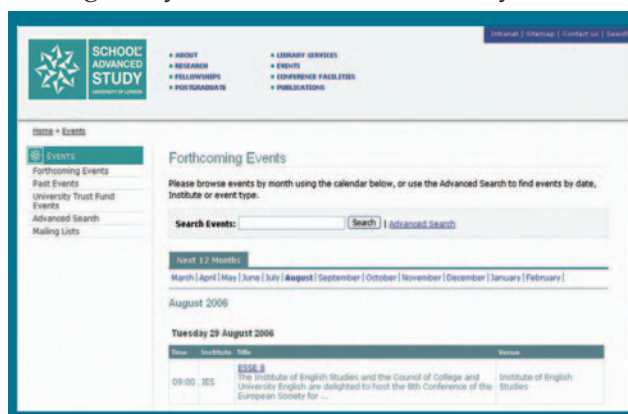 Intranet | Sitemap | Contact us | Search
SCHOOL OF
ADVANCED
STUDY
UNIVERSITY OF LONDON
ABOUT
RESEARCH
FELLOWSHIPS
POSTGRADUATE
LIBRARY SERVICES
EVENTS
CONFERENCE FACILITIES
PUBLICATIONS
Home » Events
EVENTS
Forthcoming Events
Past Events
University Trust Fund
Events
Advanced Search
Mailing Lists
Forthcoming Events
Please browse events by month using the calendar below, or use the Advanced Search to find events by date,
Institute or event type.
Search Events: Search | Advanced Search
Next 12 Months
March | April | May | June | July | August | September | October | November | December | January | February |
August 2006
Tuesday 29 August 2006
Time Institute Title Venue
09:00 IES
ESSE 8
The Institute of English Studies and the Council of College and
University English are delighted to host the 8th Conference of the
European Society for ...
Institute of English
Studies